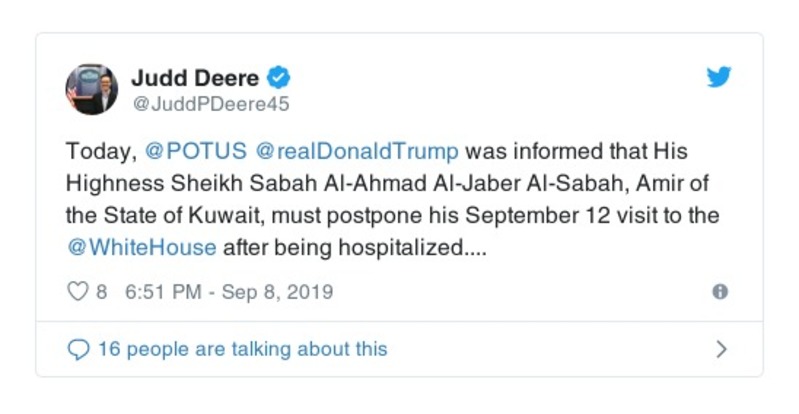 Judd Deere
@JuddPDeere45
Today, @POTUS @realDonaldTrump was informed that His
Highness Sheikh Sabah Al-Ahmad Al-Jaber Al-Sabah, Amir of
the State of Kuwait, must postpone his September 12 visit to the
@WhiteHouse after being hospitalized....
8 6:51 PM - Sep 8, 2019
16 people are talking about this